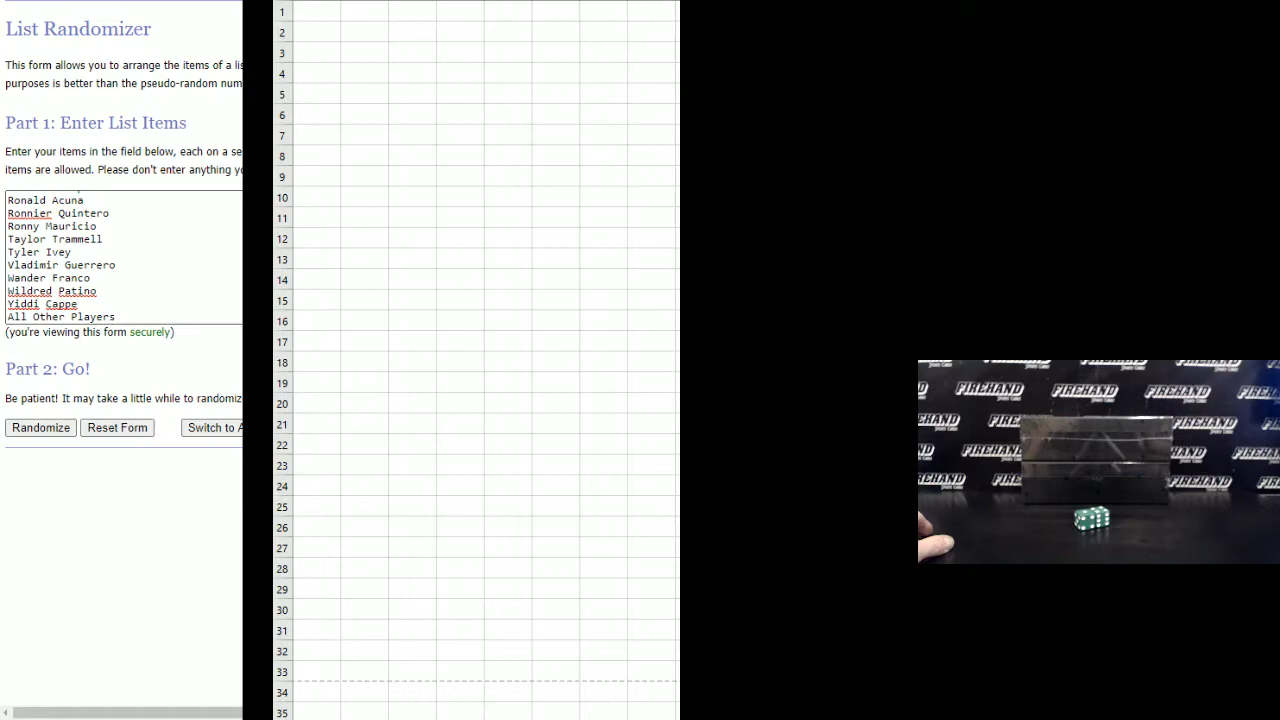 List Randomizer
This form allows you to arrange the items of a lis
purposes is better than the pseudo-random num
Part 1: Enter List Items
Enter your items in the field below, each on a se
items are allowed. Please don't enter anything yo
Ronald Acuna
Ronnier Quintero
Ronny Mauricio
Taylor Trammell
Tyler Ivey
Vladimir Guerrero
Wander Franco
Wildred Patino
Yiddi Cappe
All Other Players
(you're viewing this form securely)
Part 2: Go!
Be patient! It may take a little while to randomiz
Randomize Reset Form Switch to A
1
2
3
4
5
6
7
8
9
10
11
12
13
14
15
16
17
18
19
20
21
22
23
24
25
26
27
28
29
30
31
32
33
34
35
FIREHAND FIREHAND
FIREHAND
FIREHAND
FIREHAND FIREHAND